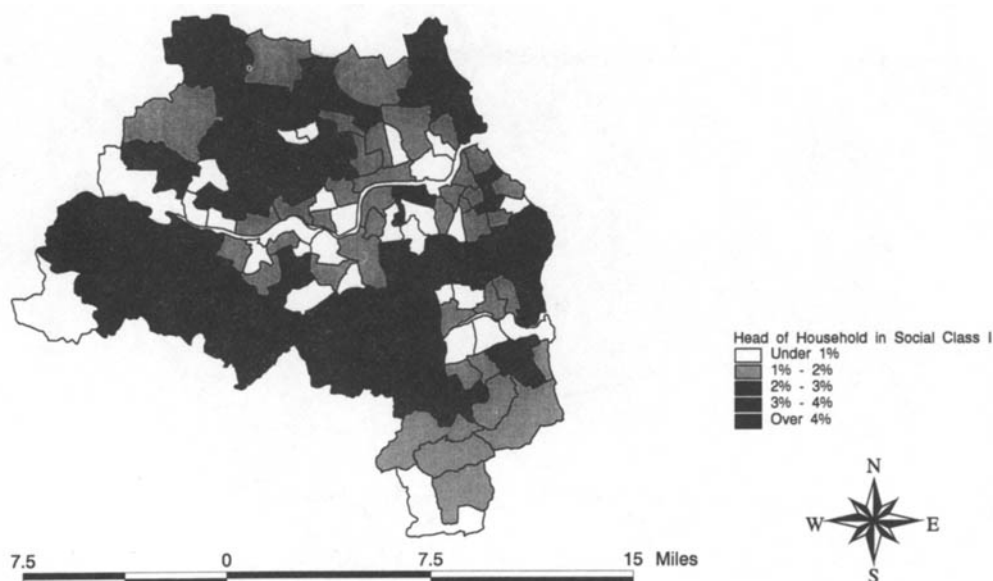 Head of Household in Social Class I
Under 1%
1% - 2%
2% - 3%
3% - 4%
Over 4%
N
W E
S
7.5 0 7.5 15 Miles